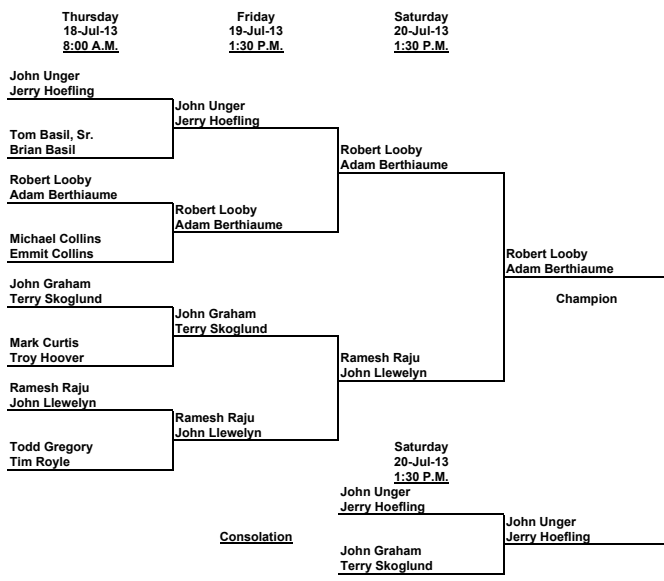 Thursday
18-Jul-13
8:00 A.M.
Friday
19-Jul-13
1:30 P.M.
Saturday
20-Jul-13
1:30 P.M.
John Unger
Jerry Hoefling
Tom Basil, Sr.
Brian Basil
Robert Looby
Adam Berthiaume
Michael Collins
Emmit Collins
John Graham
Terry Skoglund
Mark Curtis
Troy Hoover
Ramesh Raju
John Llewelyn
Todd Gregory
Tim Royle
John Unger
Jerry Hoefling
Robert Looby
Adam Berthiaume
John Graham
Terry Skoglund
Ramesh Raju
John Llewelyn
Robert Looby
Adam Berthiaume
Ramesh Raju
John Llewelyn
Robert Looby
Adam Berthiaume
Champion
Saturday
20-Jul-13
1:30 P.M.
Consolation
John Unger
Jerry Hoefling
John Graham
Terry Skoglund
John Unger
Jerry Hoefling